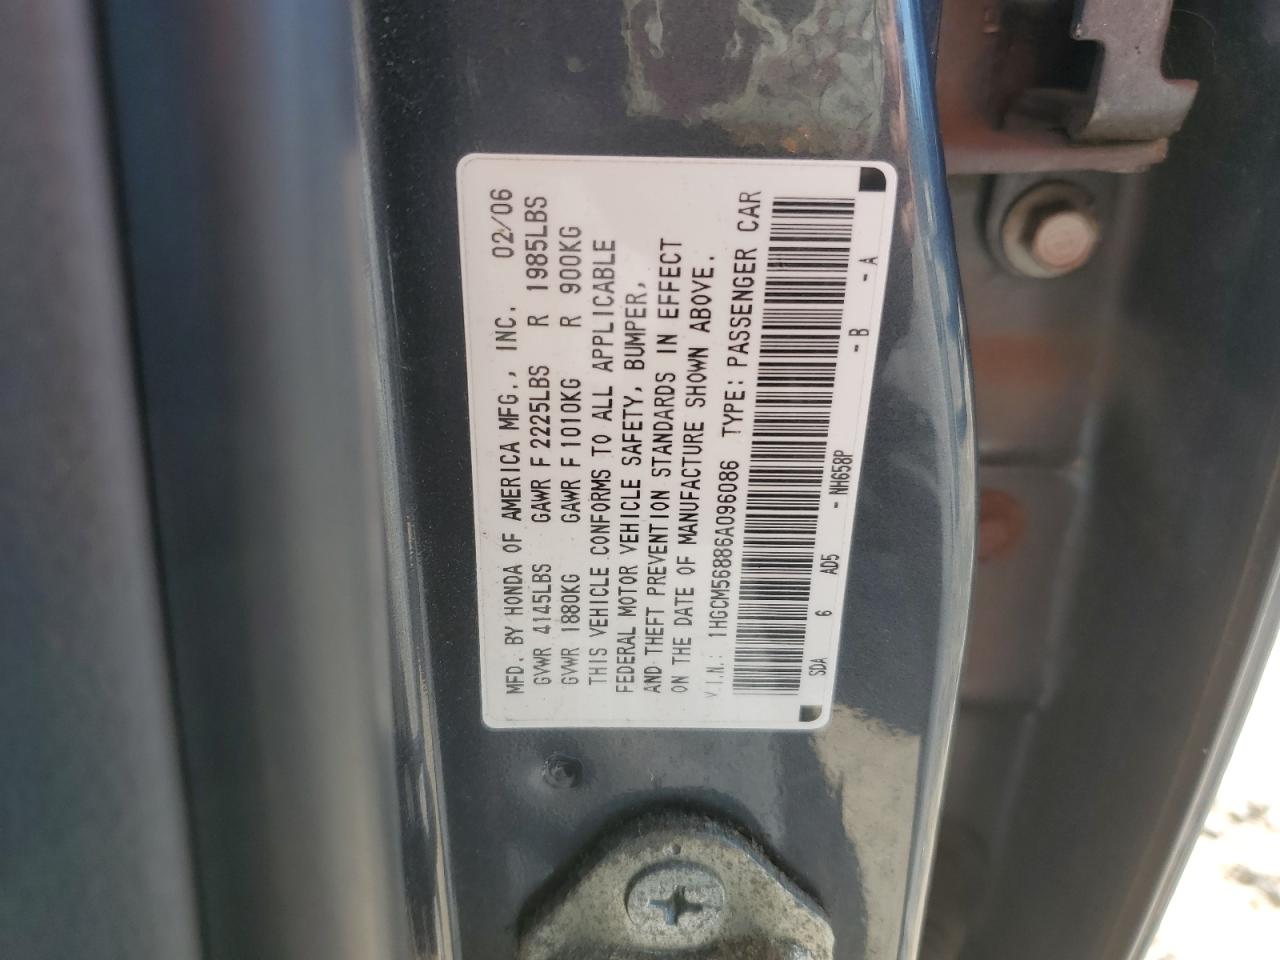 MFD. BY HONDA OF AMERICA MFG., INC. 02/06
GVWR 4145LBS GAWR F 2225LBS R 1985LBS
GVWR 1880KG GAWR F 1010KG R 900KG
THIS VEHICLE CONFORMS TO ALL APPLICABLE
FEDERAL MOTOR VEHICLE SAFETY, BUMPER,
AND THEFT PREVENTION STANDARDS IN EFFECT
ON THE DATE OF MANUFACTURE SHOWN ABOVE.
V.I.N.: 1HGCM56886A096086 TYPE: PASSENGER CAR
SDA 6 AD5 - NH658P - B - A